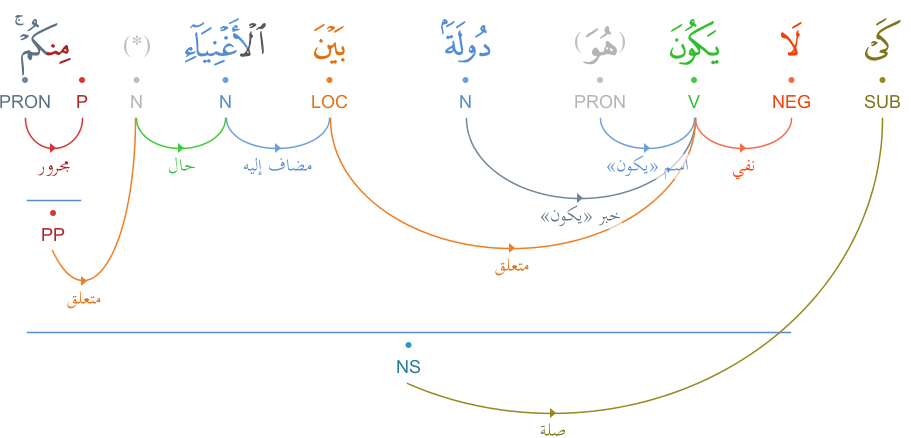 كَىْ لَا يَكُونَ (هُوَ) دُولَةًۢ بَيْنَ ٱلْأَغْنِيَآءِ (*) مِنكُمْ ۚ
SUB NEG V PRON N LOC N N P PRON
نفي اسم «يكون» مضاف إليه حال مجرور
خبر «يكون»
PP
متعلق
متعلق
NS
صلة